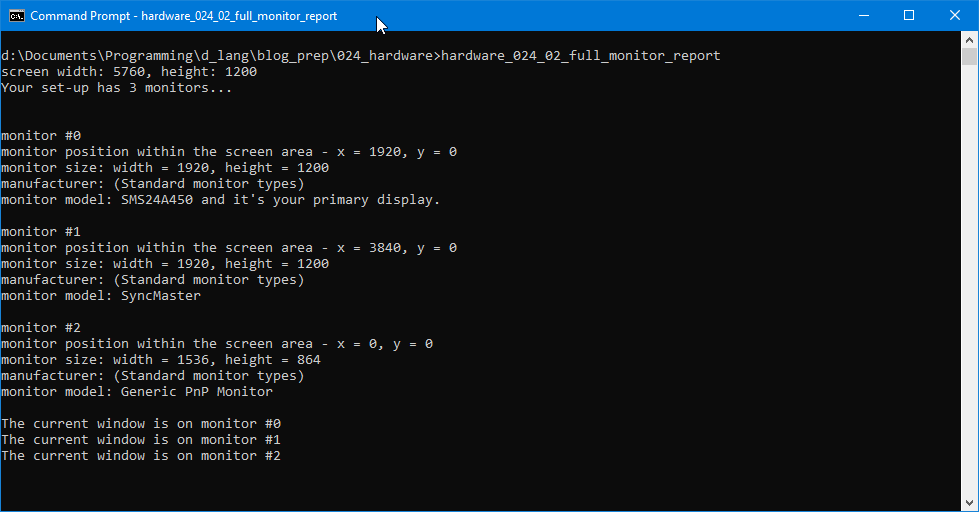 Command Prompt - hardware_024_02_full_monitor_report
d:\Documents\Programming\d_lang\blog_prep\024_hardware>hardware_024_02_full_monitor_report
screen width: 5760, height: 1200
Your set-up has 3 monitors...
monitor #0
monitor position within the screen area - x = 1920, y = 0
monitor size: width = 1920, height = 1200
manufacturer: (Standard monitor types)
monitor model: SMS24A450 and it's your primary display.
monitor #1
monitor position within the screen area - x = 3840, y = 0
monitor size: width = 1920, height = 1200
manufacturer: (Standard monitor types)
monitor model: SyncMaster
monitor #2
monitor position within the screen area - x = 0, y = 0
monitor size: width = 1536, height = 864
manufacturer: (Standard monitor types)
monitor model: Generic PnP Monitor
The current window is on monitor #0
The current window is on monitor #1
The current window is on monitor #2